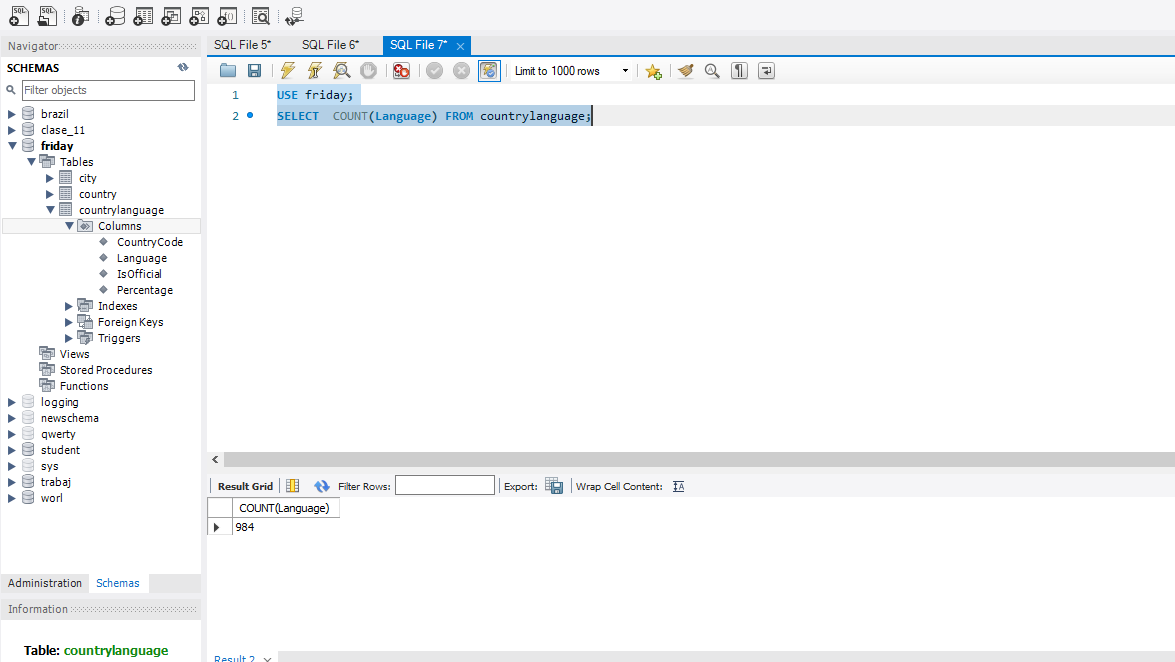 SQL SQL
Navigator
SCHEMAS
Filter objects
brazil
clase_11
friday
Tables
city
country
countrylanguage
Columns
CountryCode
Language
IsOfficial
Percentage
Indexes
Foreign Keys
Triggers
Views
Stored Procedures
Functions
logging
newschema
qwerty
student
sys
trabaj
worl
Administration Schemas
Information
Table: countrylanguage
SQL File 5* SQL File 6* SQL File 7*
Limit to 1000 rows
1 USE friday;
2 SELECT  COUNT(Language) FROM countrylanguage;
Result Grid Filter Rows: Export: Wrap Cell Content:
COUNT(Language)
984
Result 2